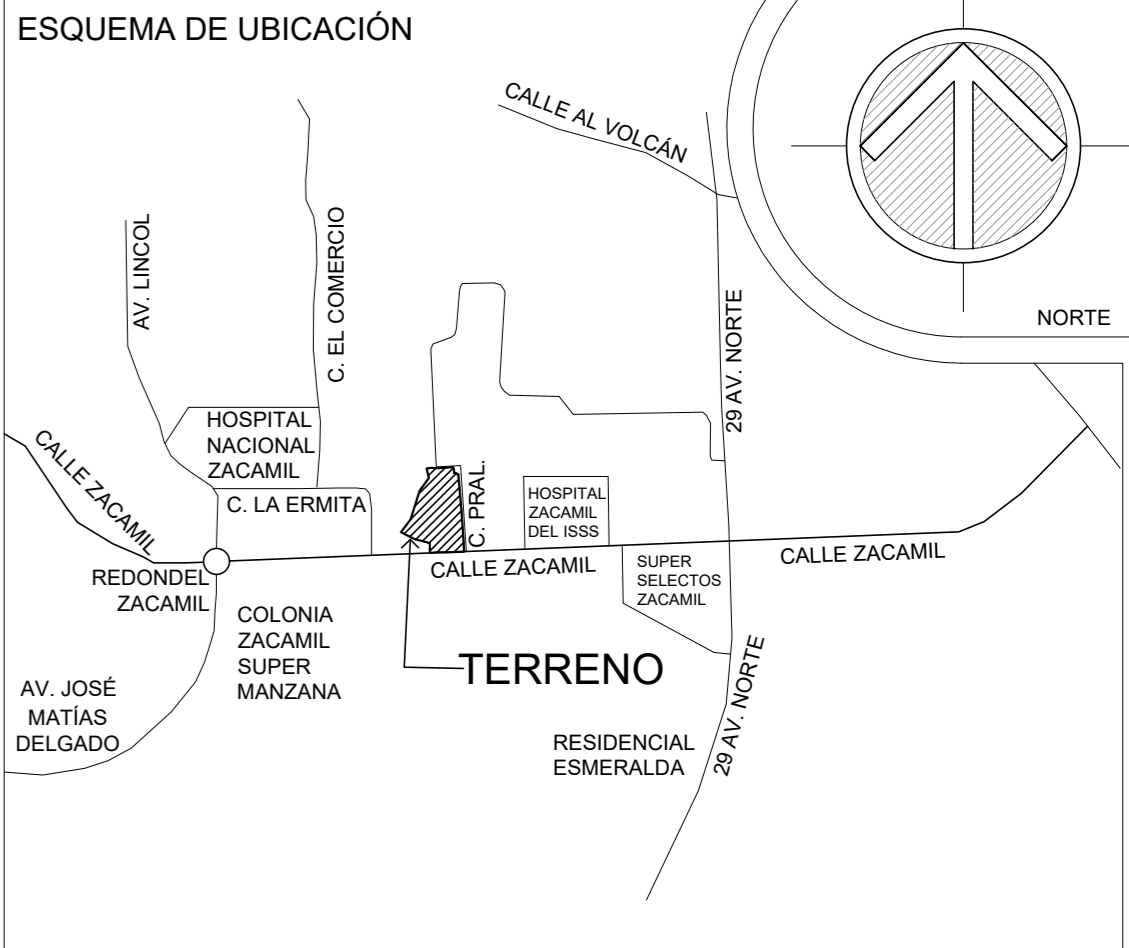 ESQUEMA DE UBICACIÓN
CALLE AL VOLCÁN
NORTE
AV. LINCOL
C. EL COMERCIO
29 AV. NORTE
HOSPITAL
NACIONAL
ZACAMIL
CALLE ZACAMIL
C. LA ERMITA
C. PRAL.
HOSPITAL
ZACAMIL
DEL ISSS
CALLE ZACAMIL
CALLE ZACAMIL
REDONDEL
ZACAMIL
SUPER
SELECTOS
ZACAMIL
COLONIA
ZACAMIL
SUPER
MANZANA
TERRENO
AV. JOSÉ
MATÍAS
DELGADO
RESIDENCIAL
ESMERALDA
29 AV. NORTE